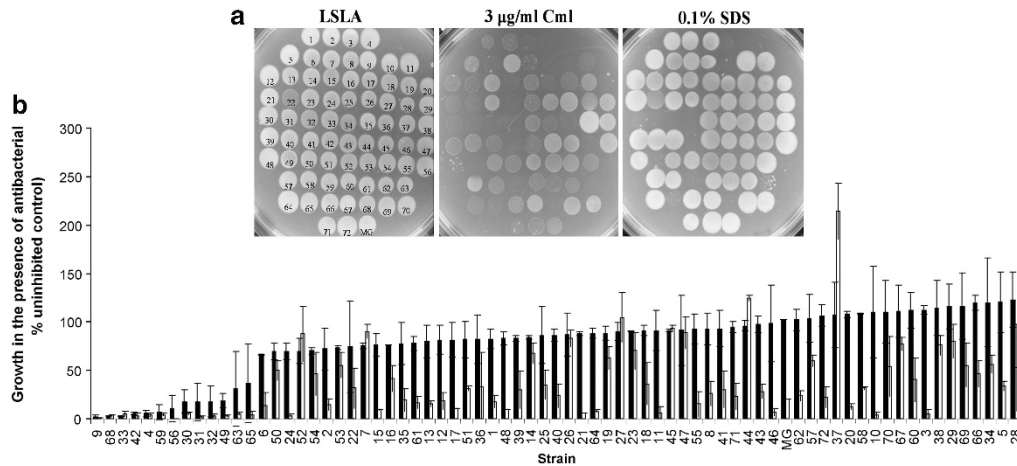 a
LSLA
3 µg/ml Cml
0.1% SDS
1 2 3 4
5 6 7 8 9 10 11
12 13 14 15 16 17 18 19 20
21 22 23 24 25 26 27 28 29
30 31 32 33 34 35 36 37 38
39 40 41 42 43 44 45 46 47
48 49 50 51 52 53 54 55 56
57 58 59 60 61 62 63
64 65 66 67 68 69 70
71 72 MG
b
Growth in the presence of antibacterial
% uninhibited control)
300
250
200
150
100
50
0
9 68 33 42 4 59 56 30 31 32 49 63 65 6 50 24 52 54 2 53 22 7 15 16 35 61 13 12 17 51 36 1 48 39 14 25 40 26 21 64 19 27 23 18 11 45 47 55 8 41 71 44 43 46 MG 62 57 72 37 20 58 10 70 67 60 3 38 29 69 66 34 5 28
Strain